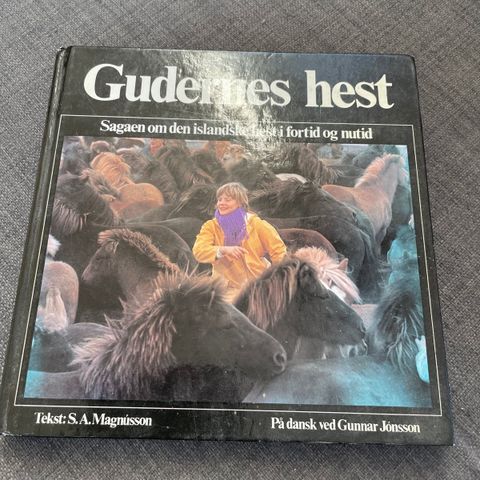 Gudernes hest
Sagaen om den islandske hest i fortid og nutid
Tekst: S. A. Magnússon
På dansk ved Gunnar Jónsson